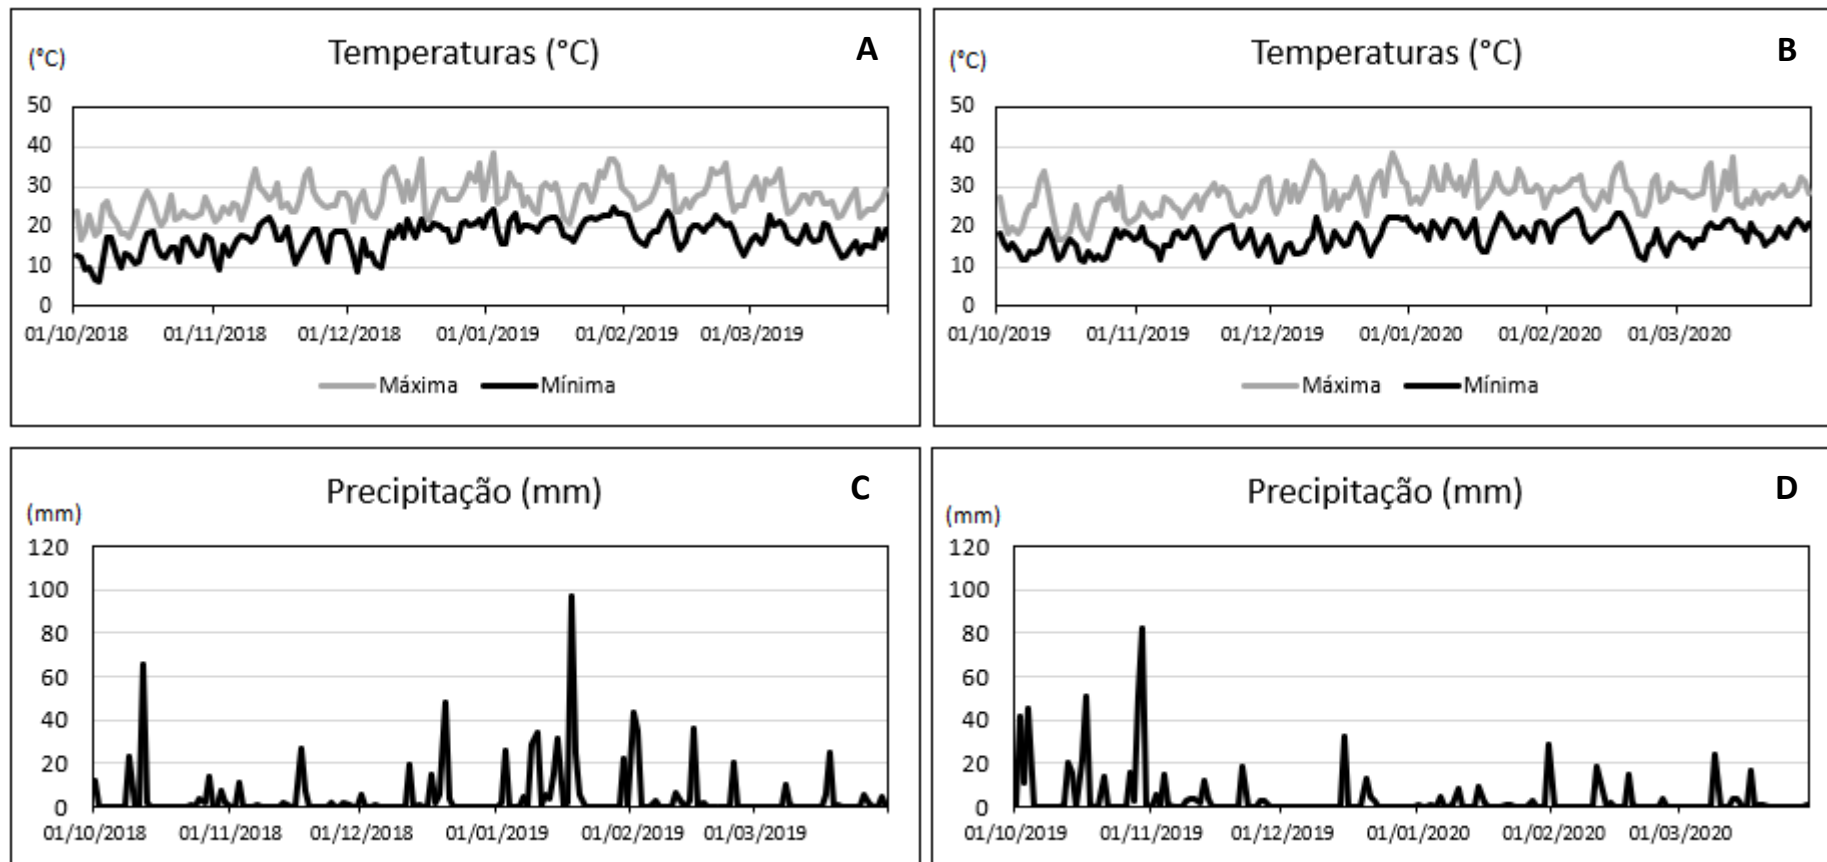 Temperaturas (°C)
A
(°C)
50
40
30
20
10
0
01/10/2018 01/11/2018 01/12/2018 01/01/2019 01/02/2019 01/03/2019
Máxima Mínima
Temperaturas (°C)
B
(°C)
50
40
30
20
10
0
01/10/2019 01/11/2019 01/12/2019 01/01/2020 01/02/2020 01/03/2020
Máxima Mínima
Precipitação (mm)
C
(mm)
120
100
80
60
40
20
0
01/10/2018 01/11/2018 01/12/2018 01/01/2019 01/02/2019 01/03/2019
Precipitação (mm)
D
(mm)
120
100
80
60
40
20
0
01/10/2019 01/11/2019 01/12/2019 01/01/2020 01/02/2020 01/03/2020